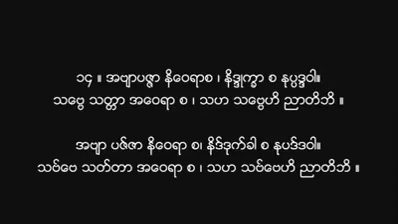 ၁၄ ။ အဗျာပဇ္ဇာ နိဝေရာစ ၊ နိဒ္ဒုက္ခာ စ နုပဒ္ဒဝါ။
သဗ္ဗေ သတ္တာ အဝေရာ စ ၊ သဟ သဗ္ဗေဟိ ညာတိဘိ ။
အဗျာ ပဇ်ဇာ နိဝေရာ စ၊ နိဒ်ဒုက်ခါ စ နုပဒ်ဒဝါ။
သဗ်ဗေ သတ်တာ အဝေရာ စ ၊ သဟ သဗ်ဗေဟိ ညာတိဘိ ။